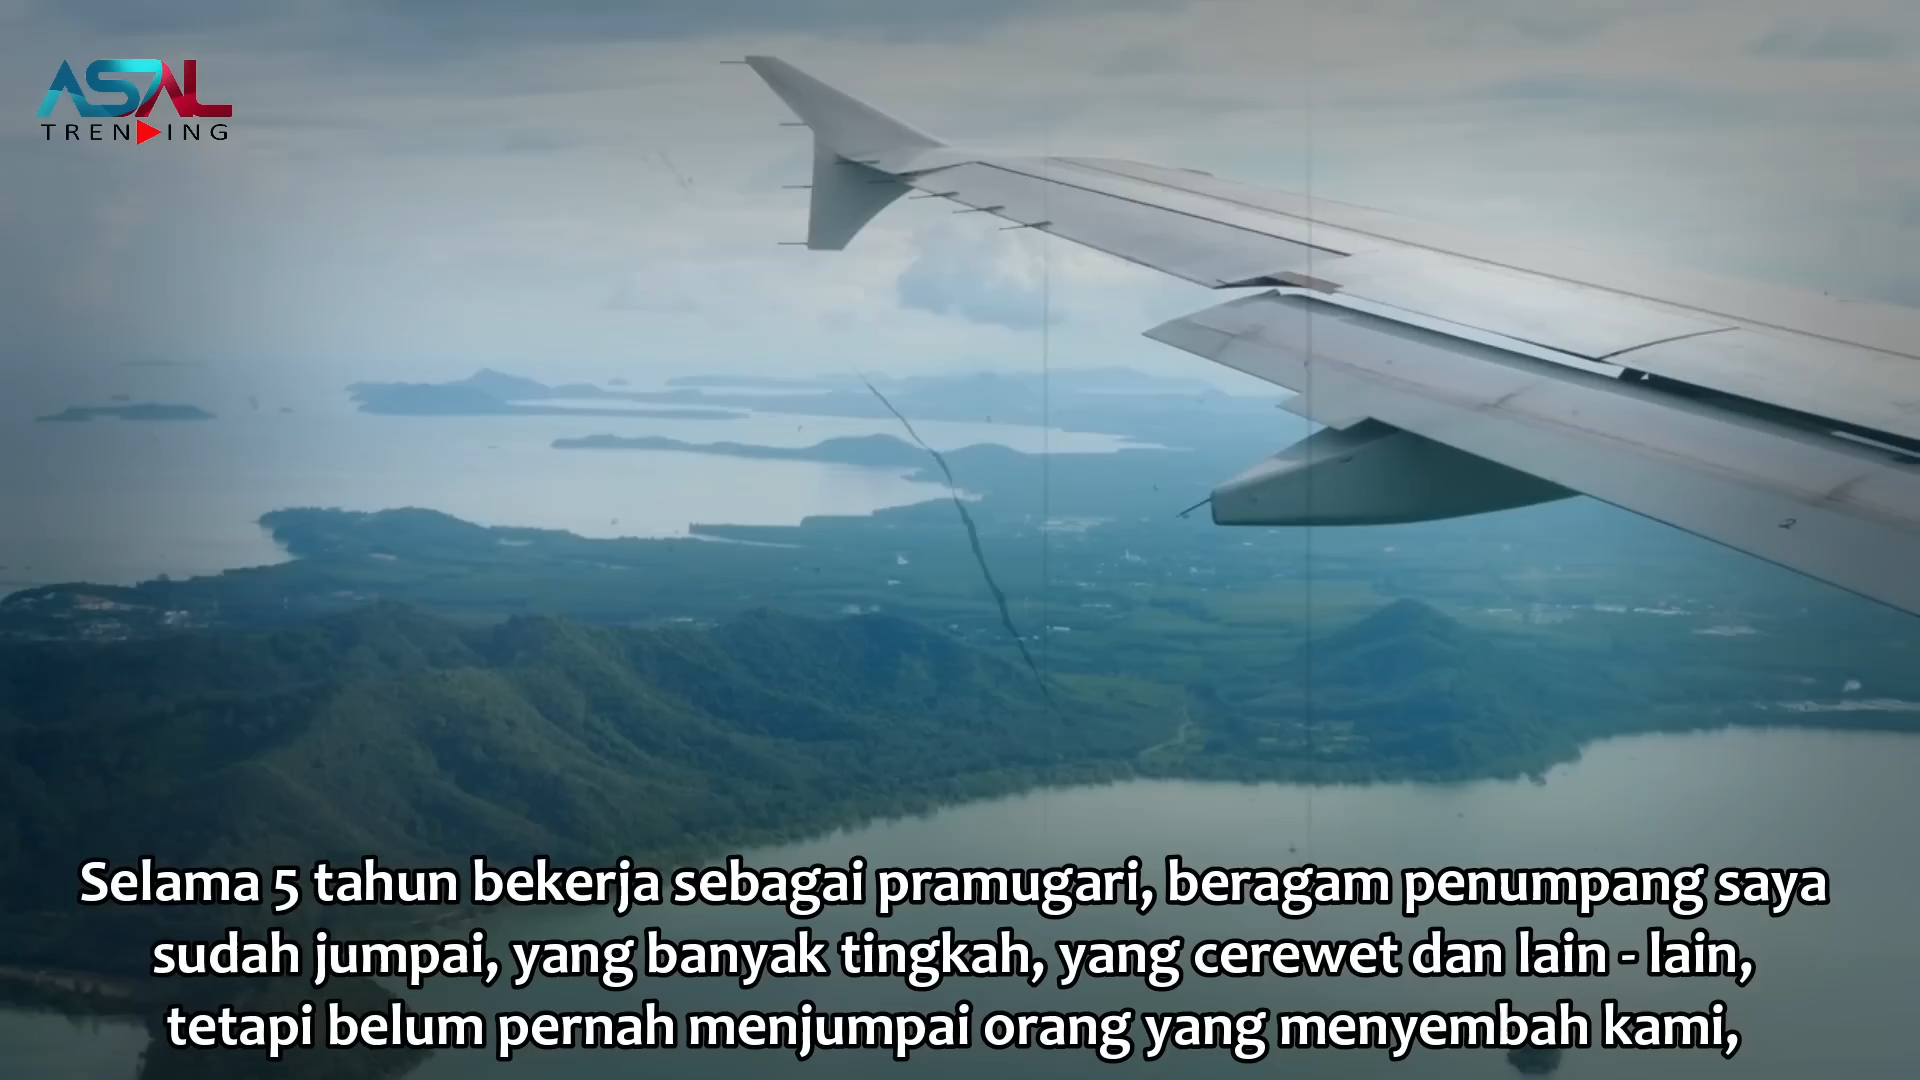 ASAL
TRENDING
Selama 5 tahun bekerja sebagai pramugari, beragam penumpang saya
sudah jumpai, yang banyak tingkah, yang cerewet dan lain - lain,
tetapi belum pernah menjumpai orang yang menyembah kami,